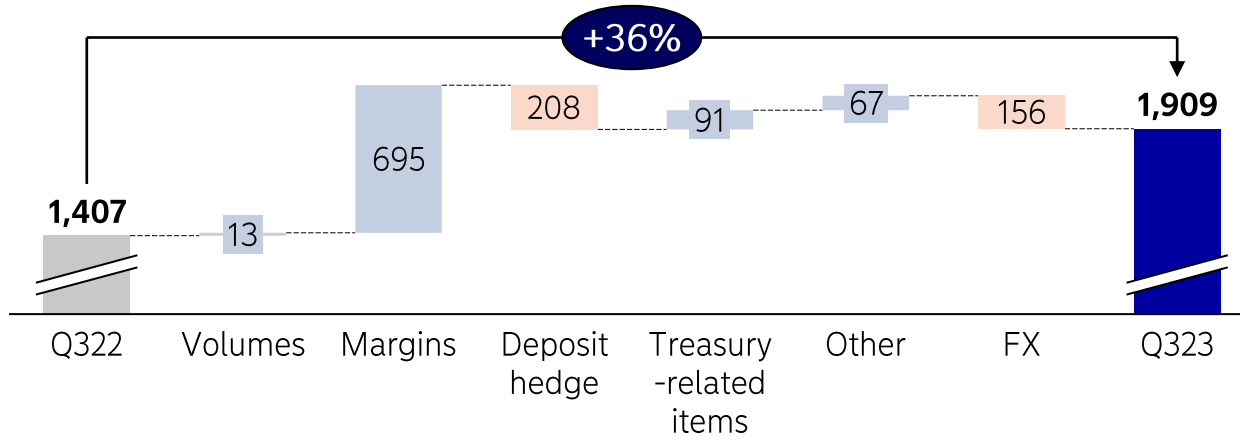 +36%
208
91
67
156
1,909
695
1,407
13
Q322
Volumes
Margins
Deposit
hedge
Treasury
-related
items
Other
FX
Q323